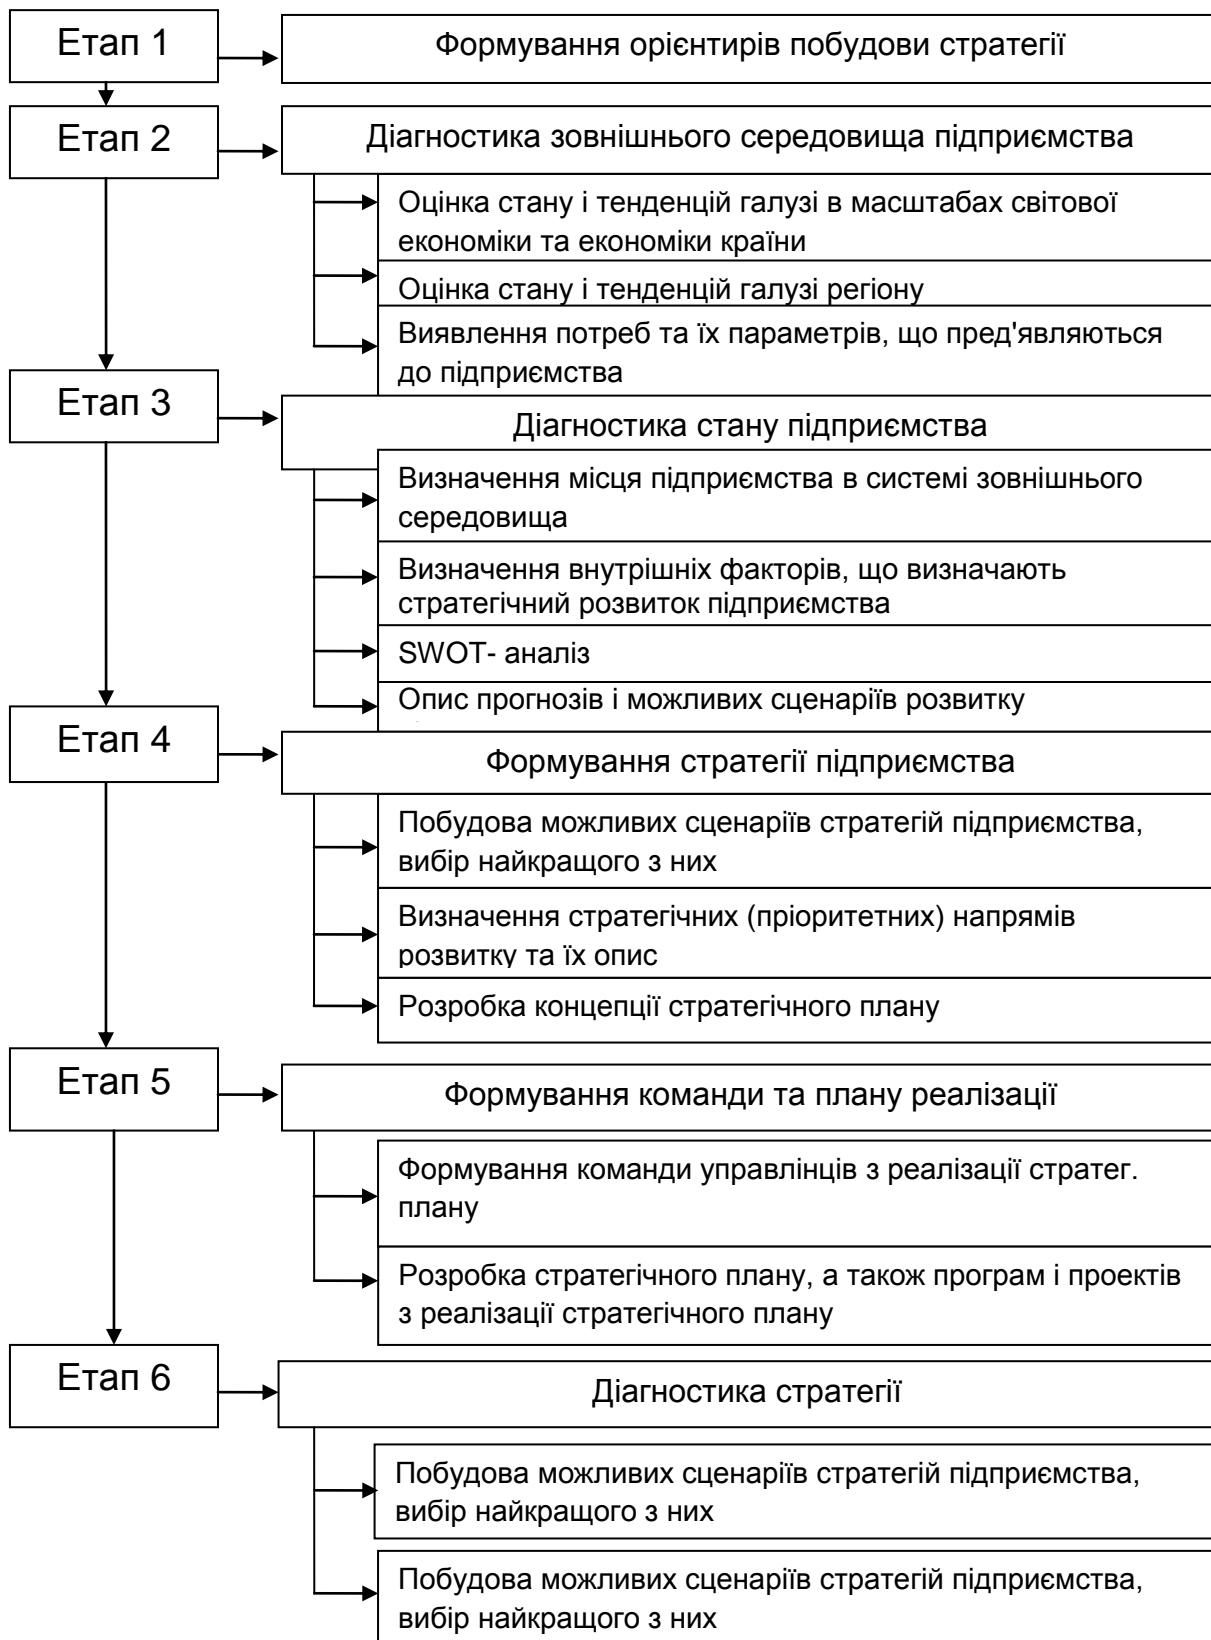 Етап 1
Формування орієнтирів побудови стратегії
Етап 2
Діагностика зовнішнього середовища підприємства
Оцінка стану і тенденцій галузі в масштабах світової
економіки та економіки країни
Оцінка стану і тенденцій галузі регіону
Виявлення потреб та їх параметрів, що пред'являються
до підприємства
Етап 3
Діагностика стану підприємства
Визначення місця підприємства в системі зовнішнього
середовища
Визначення внутрішніх факторів, що визначають
стратегічний розвиток підприємства
SWOT- аналіз
Опис прогнозів і можливих сценаріїв розвитку
Етап 4
Формування стратегії підприємства
Побудова можливих сценаріїв стратегій підприємства,
вибір найкращого з них
Визначення стратегічних (пріоритетних) напрямів
розвитку та їх опис
Розробка концепції стратегічного плану
Етап 5
Формування команди та плану реалізації
Формування команди управлінців з реалізації стратег.
плану
Розробка стратегічного плану, а також програм і проектів
з реалізації стратегічного плану
Етап 6
Діагностика стратегії
Побудова можливих сценаріїв стратегій підприємства,
вибір найкращого з них
Побудова можливих сценаріїв стратегій підприємства,
вибір найкращого з них